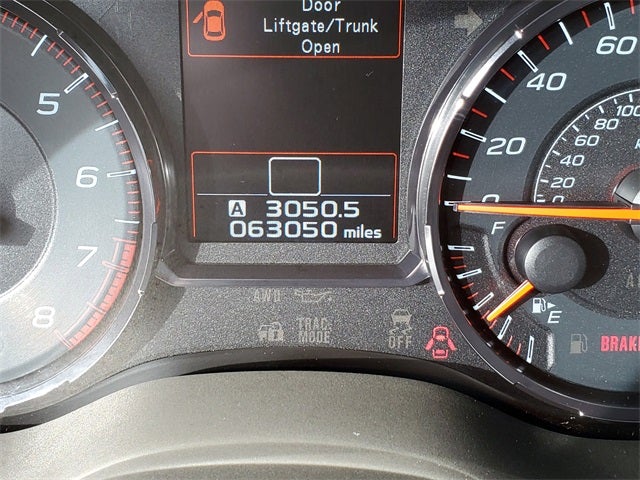 Door
Liftgate/Trunk
Open
A 3050.5
063050 miles
5
6
7
8
60
40
20
0
100
80
60
40
20
0
F
E
AWD
TRAC
MODE
OFF
BRAKE